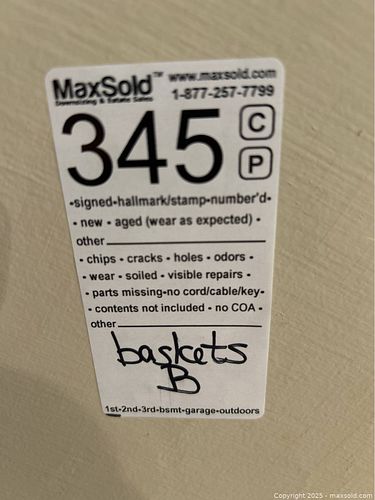 MaxSold™ www.maxsold.com
Downsizing & Estate Sales 1-877-257-7799
345 C
P
•signed•hallmark/stamp•number'd•
• new • aged (wear as expected) •
other
• chips • cracks • holes • odors •
• wear • soiled • visible repairs •
• parts missing•no cord/cable/key•
• contents not included • no COA •
other
baskets
B
1st•2nd•3rd•bsmt•garage•outdoors
Copyright 2025 - maxsold.com